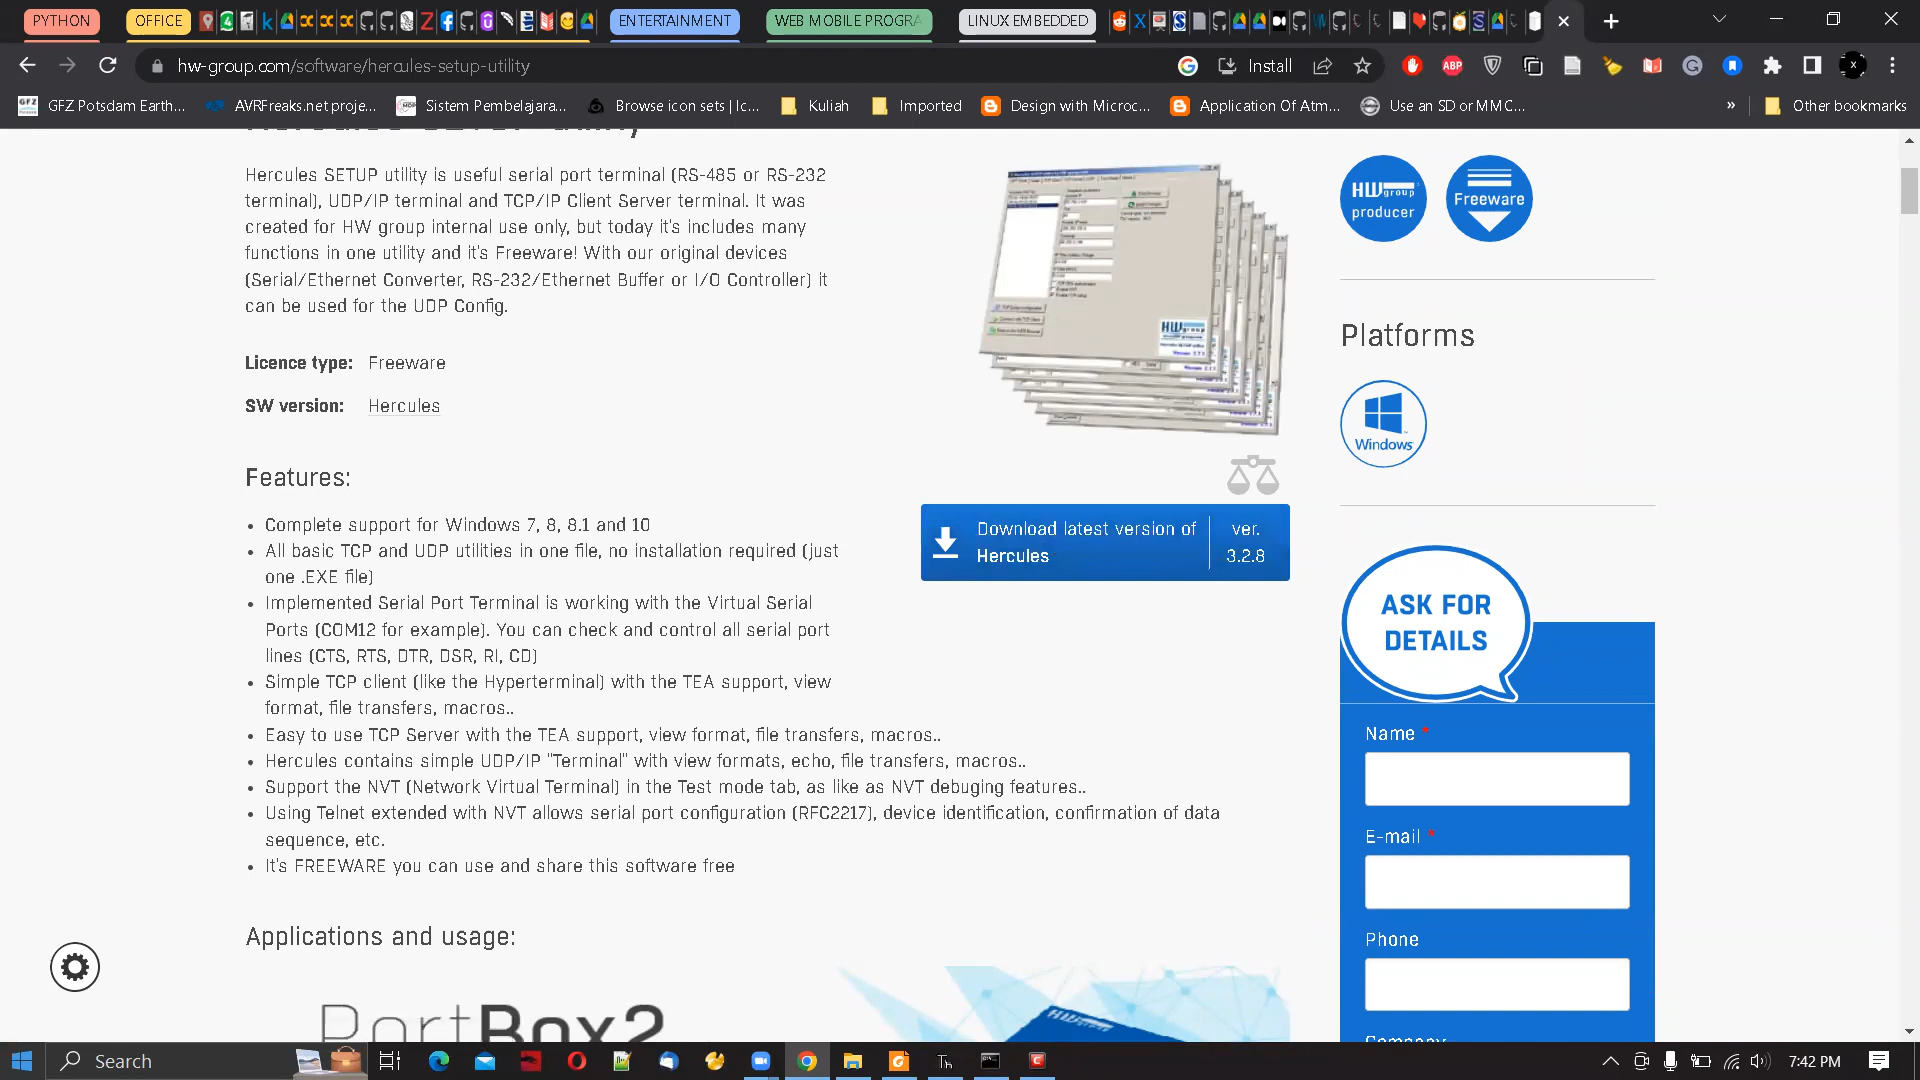 PYTHON
OFFICE
ENTERTAINMENT
WEB MOBILE PROGRA
LINUX EMBEDDED
hw-group.com/software/hercules-setup-utility
Install
GFZ Potsdam Earth...
AVRFreaks.net proje...
Sistem Pembelajara...
Browse icon sets | Ic...
Kuliah
Imported
Design with Microc...
Application Of Atm...
Use an SD or MMC...
»
Other bookmarks
Hercules SETUP utility is useful serial port terminal (RS-485 or RS-232
terminal), UDP/IP terminal and TCP/IP Client Server terminal. It was
created for HW group internal use only, but today it's includes many
functions in one utility and it's Freeware! With our original devices
(Serial/Ethernet Converter, RS-232/Ethernet Buffer or I/O Controller) it
can be used for the UDP Config.
Licence type: Freeware
SW version: Hercules
Features:
• Complete support for Windows 7, 8, 8.1 and 10
• All basic TCP and UDP utilities in one file, no installation required (just
one .EXE file)
• Implemented Serial Port Terminal is working with the Virtual Serial
Ports (COM12 for example). You can check and control all serial port
lines (CTS, RTS, DTR, DSR, RI, CD)
• Simple TCP client (like the Hyperterminal) with the TEA support, view
format, file transfers, macros..
• Easy to use TCP Server with the TEA support, view format, file transfers, macros..
• Hercules contains simple UDP/IP "Terminal" with view formats, echo, file transfers, macros..
• Support the NVT (Network Virtual Terminal) in the Test mode tab, as like as NVT debuging features..
• Using Telnet extended with NVT allows serial port configuration (RFC2217), device identification, confirmation of data
sequence, etc.
• It's FREEWARE you can use and share this software free
Applications and usage:
PortBox2
HWgroup
Download latest version of
Hercules
ver.
3.2.8
HWgroup
producer
Freeware
Platforms
Windows
ASK FOR
DETAILS
Name *
E-mail *
Phone
Company
Search
7:42 PM